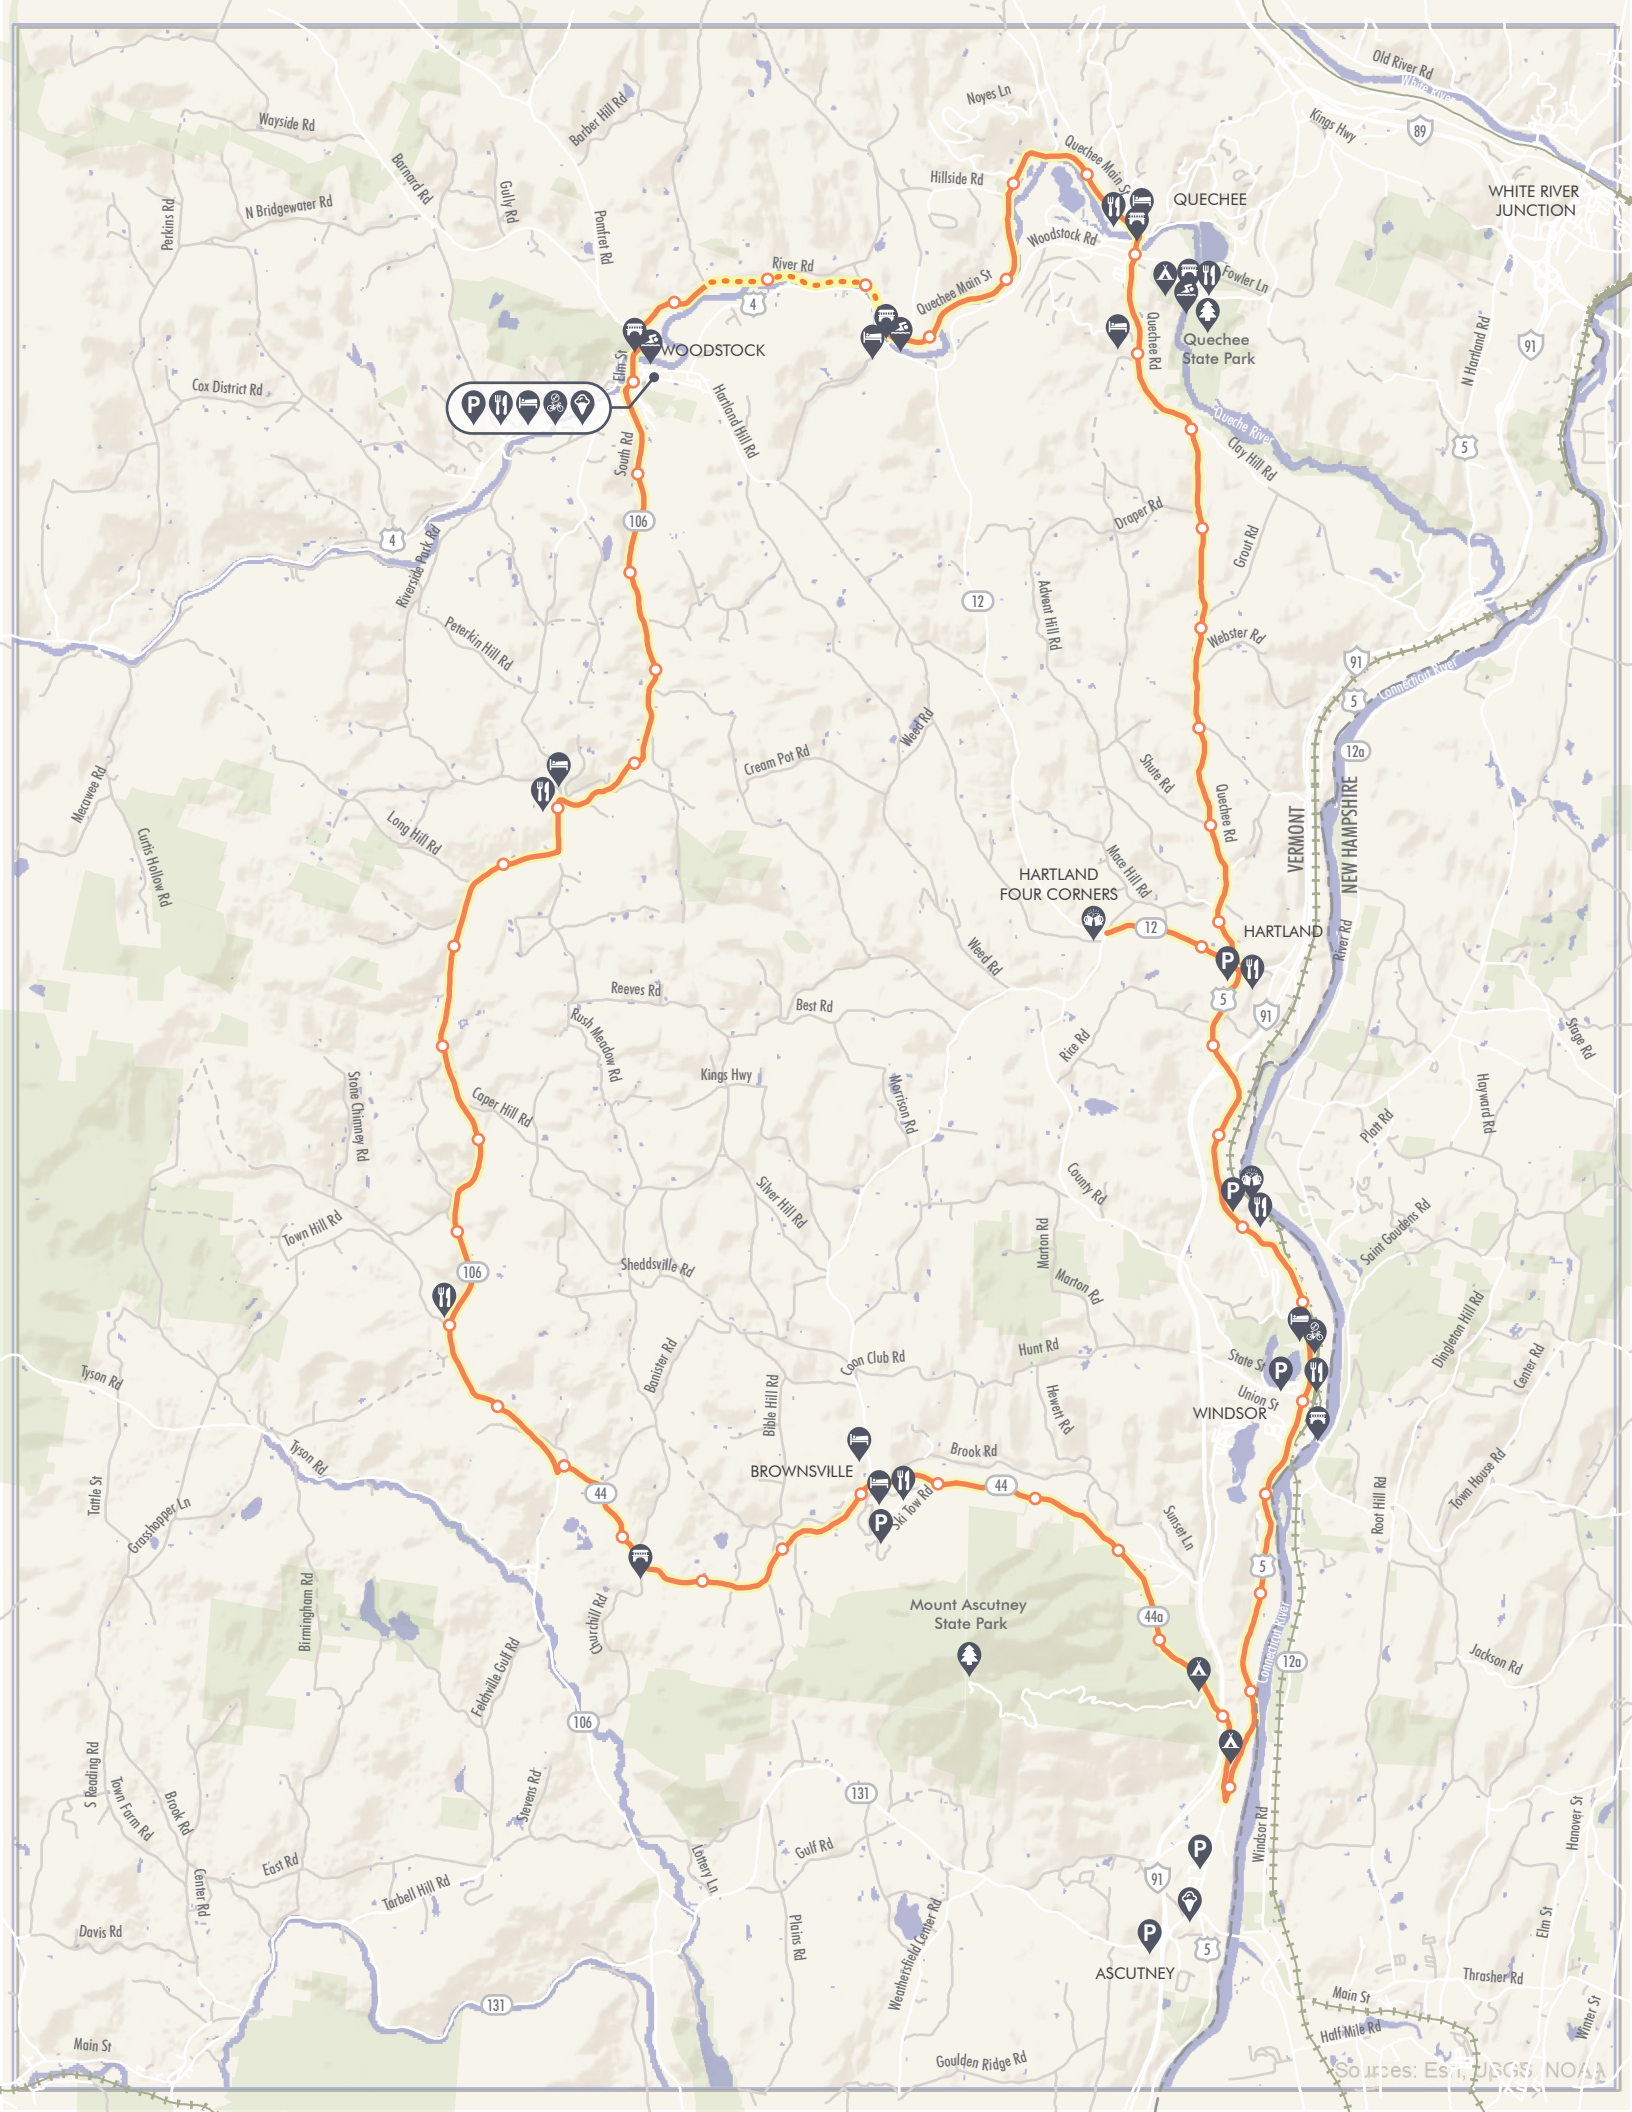 Old River Rd
White River
Noyes Ln
Barber Hill Rd
Wayside Rd
Kings Hwy
89
Quechee Main St
Barnard Rd
Hillside Rd
Gully Rd
QUECHEE
WHITE RIVER
JUNCTION
N Bridgewater Rd
Perkins Rd
Pomfret Rd
Woodstock Rd
River Rd
Fowler Ln
4
Quechee Main St
Quechee
State Park
Quechee Rd
N Hartland Rd
91
WOODSTOCK
Elm St
Cox District Rd
P
Hartland Hill Rd
Queche River
South Rd
Clay Hill Rd
5
106
Draper Rd
4
Grout Rd
Riverside Park Rd
12
Advent Hill Rd
Peterkin Hill Rd
Webster Rd
91
Connecticut River
5
Weed Rd
12a
Cream Pot Rd
Shute Rd
Mecawee Rd
Long Hill Rd
Quechee Rd
VERMONT
NEW HAMPSHIRE
Curtis Hollow Rd
Mace Hill Rd
HARTLAND
FOUR CORNERS
12
HARTLAND
River Rd
Weed Rd
P
Reeves Rd
Best Rd
5
91
Rush Meadow Rd
Rice Rd
Stage Rd
Kings Hwy
Stone Chimney Rd
Caper Hill Rd
Morrison Rd
Hayward Rd
Platt Rd
County Rd
Silver Hill Rd
P
Town Hill Rd
Marton Rd
Saint Gaudens Rd
Sheddsville Rd
106
Marton Rd
Dingleton Hill Rd
Hunt Rd
Coon Club Rd
State St
P
Center Rd
Banister Rd
Tyson Rd
Bible Hill Rd
Hewett Rd
Union St
WINDSOR
Tyson Rd
Brook Rd
BROWNSVILLE
44
44
Ski Tow Rd
P
Town House Rd
Tattle St
Grasshopper Ln
Root Hill Rd
Sunset Ln
5
Birmingham Rd
Mount Ascutney
State Park
Churchill Rd
44a
Connecticut River
12a
Felchville Gulf Rd
Jackson Rd
106
S Reading Rd
Town Farm Rd
Brook Rd
Stevens Rd
131
Windsor Rd
Hanover St
Gulf Rd
P
East Rd
Lottery Ln
91
Tarbell Hill Rd
Center Rd
Weathersfield Center Rd
Davis Rd
Plains Rd
P
Elm St
5
ASCUTNEY
Thrasher Rd
Main St
131
Winter St
Half Mile Rd
Main St
Goulden Ridge Rd
Sources: Esri, USGS, NOAA